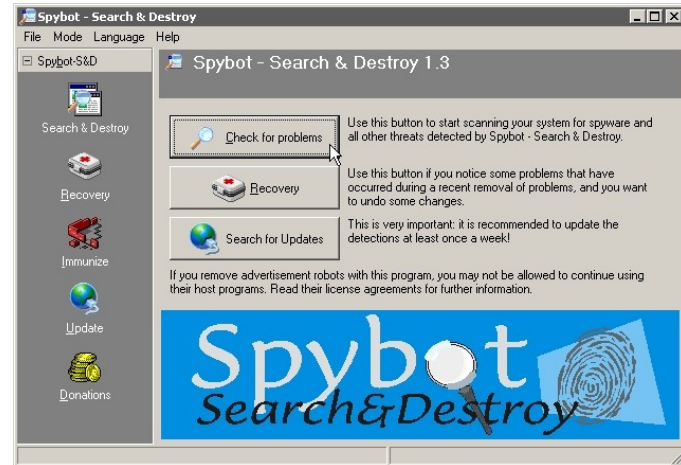 Spybot - Search & Destroy
File Mode Language Help
Spybot-S&D
Spybot - Search & Destroy 1.3
Search & Destroy
Recovery
Immunize
Update
Donations
Check for problems
Use this button to start scanning your system for spyware and
all other threats detected by Spybot - Search & Destroy.
Recovery
Use this button if you notice some problems that have
occurred during a recent removal of problems, and you want
to undo some changes.
Search for Updates
This is very important: it is recommended to update the
detections at least once a week!
If you remove advertisement robots with this program, you may not be allowed to continue using
their host programs. Read their license agreements for further information.
Spybot
Search&Destroy